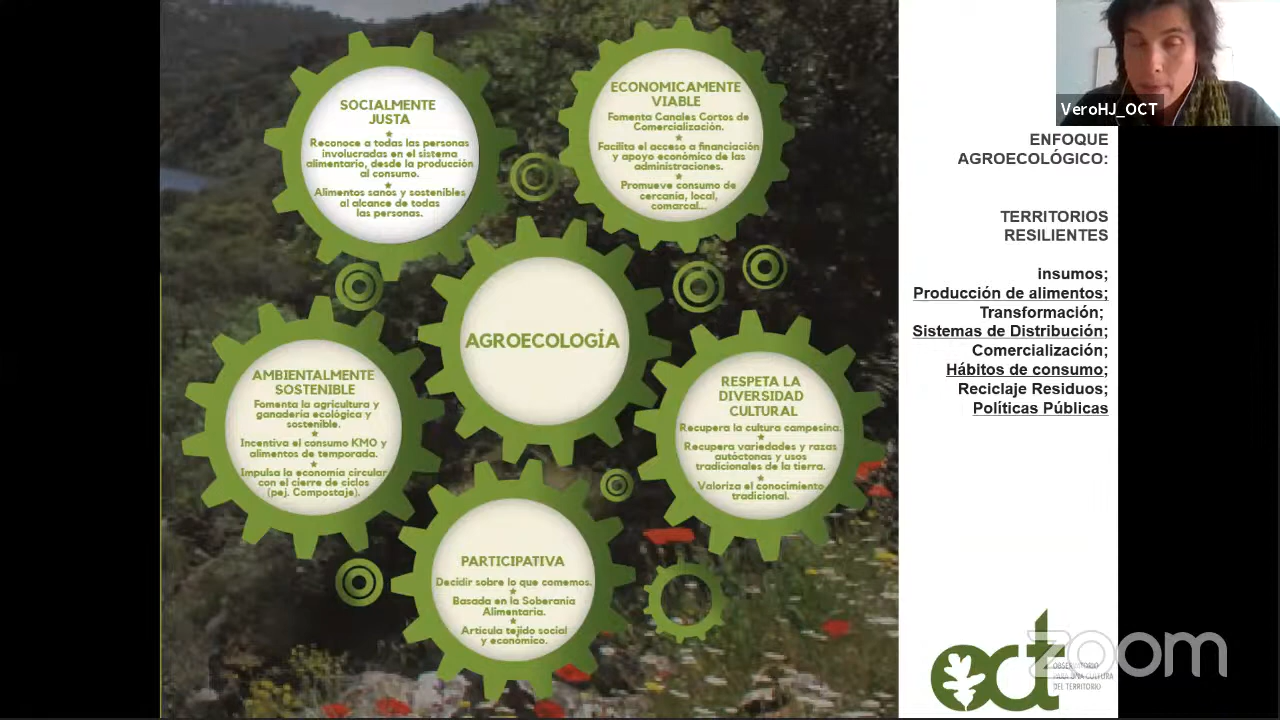 SOCIALMENTE
JUSTA
Reconoce a todas las personas
involucradas en el sistema
alimentario, desde la producción
al consumo.
Alimentos sanos y sostenibles
al alcance de todas
las personas.
ECONOMICAMENTE
VIABLE
Fomenta Canales Cortos de
Comercialización.
Facilita el acceso a financiación
y apoyo económico de las
administraciones.
Promueve consumo de
cercanía, local,
comarcal...
AGROECOLOGÍA
AMBIENTALMENTE
SOSTENIBLE
Fomenta la agricultura y
ganadería ecológica y
sostenible.
Incentiva el consumo KMO y
alimentos de temporada.
Impulsa la economía circular
con el cierre de ciclos
(pej. Compostaje).
RESPETA LA
DIVERSIDAD
CULTURAL
Recupera la cultura campesina.
Recupera variedades y razas
autóctonas y usos
tradicionales de la tierra.
Valoriza el conocimiento
tradicional.
PARTICIPATIVA
Decidir sobre lo que comemos.
Basada en la Soberanía
Alimentaria.
Articula tejido social
y económico.
VeroHJ_OCT
ENFOQUE
AGROECOLÓGICO:
TERRITORIOS
RESILIENTES
insumos;
Producción de alimentos;
Transformación;
Sistemas de Distribución;
Comercialización;
Hábitos de consumo;
Reciclaje Residuos;
Políticas Públicas
oct
OBSERVATORIO
PARA UNA CULTURA
DEL TERRITORIO
zoom